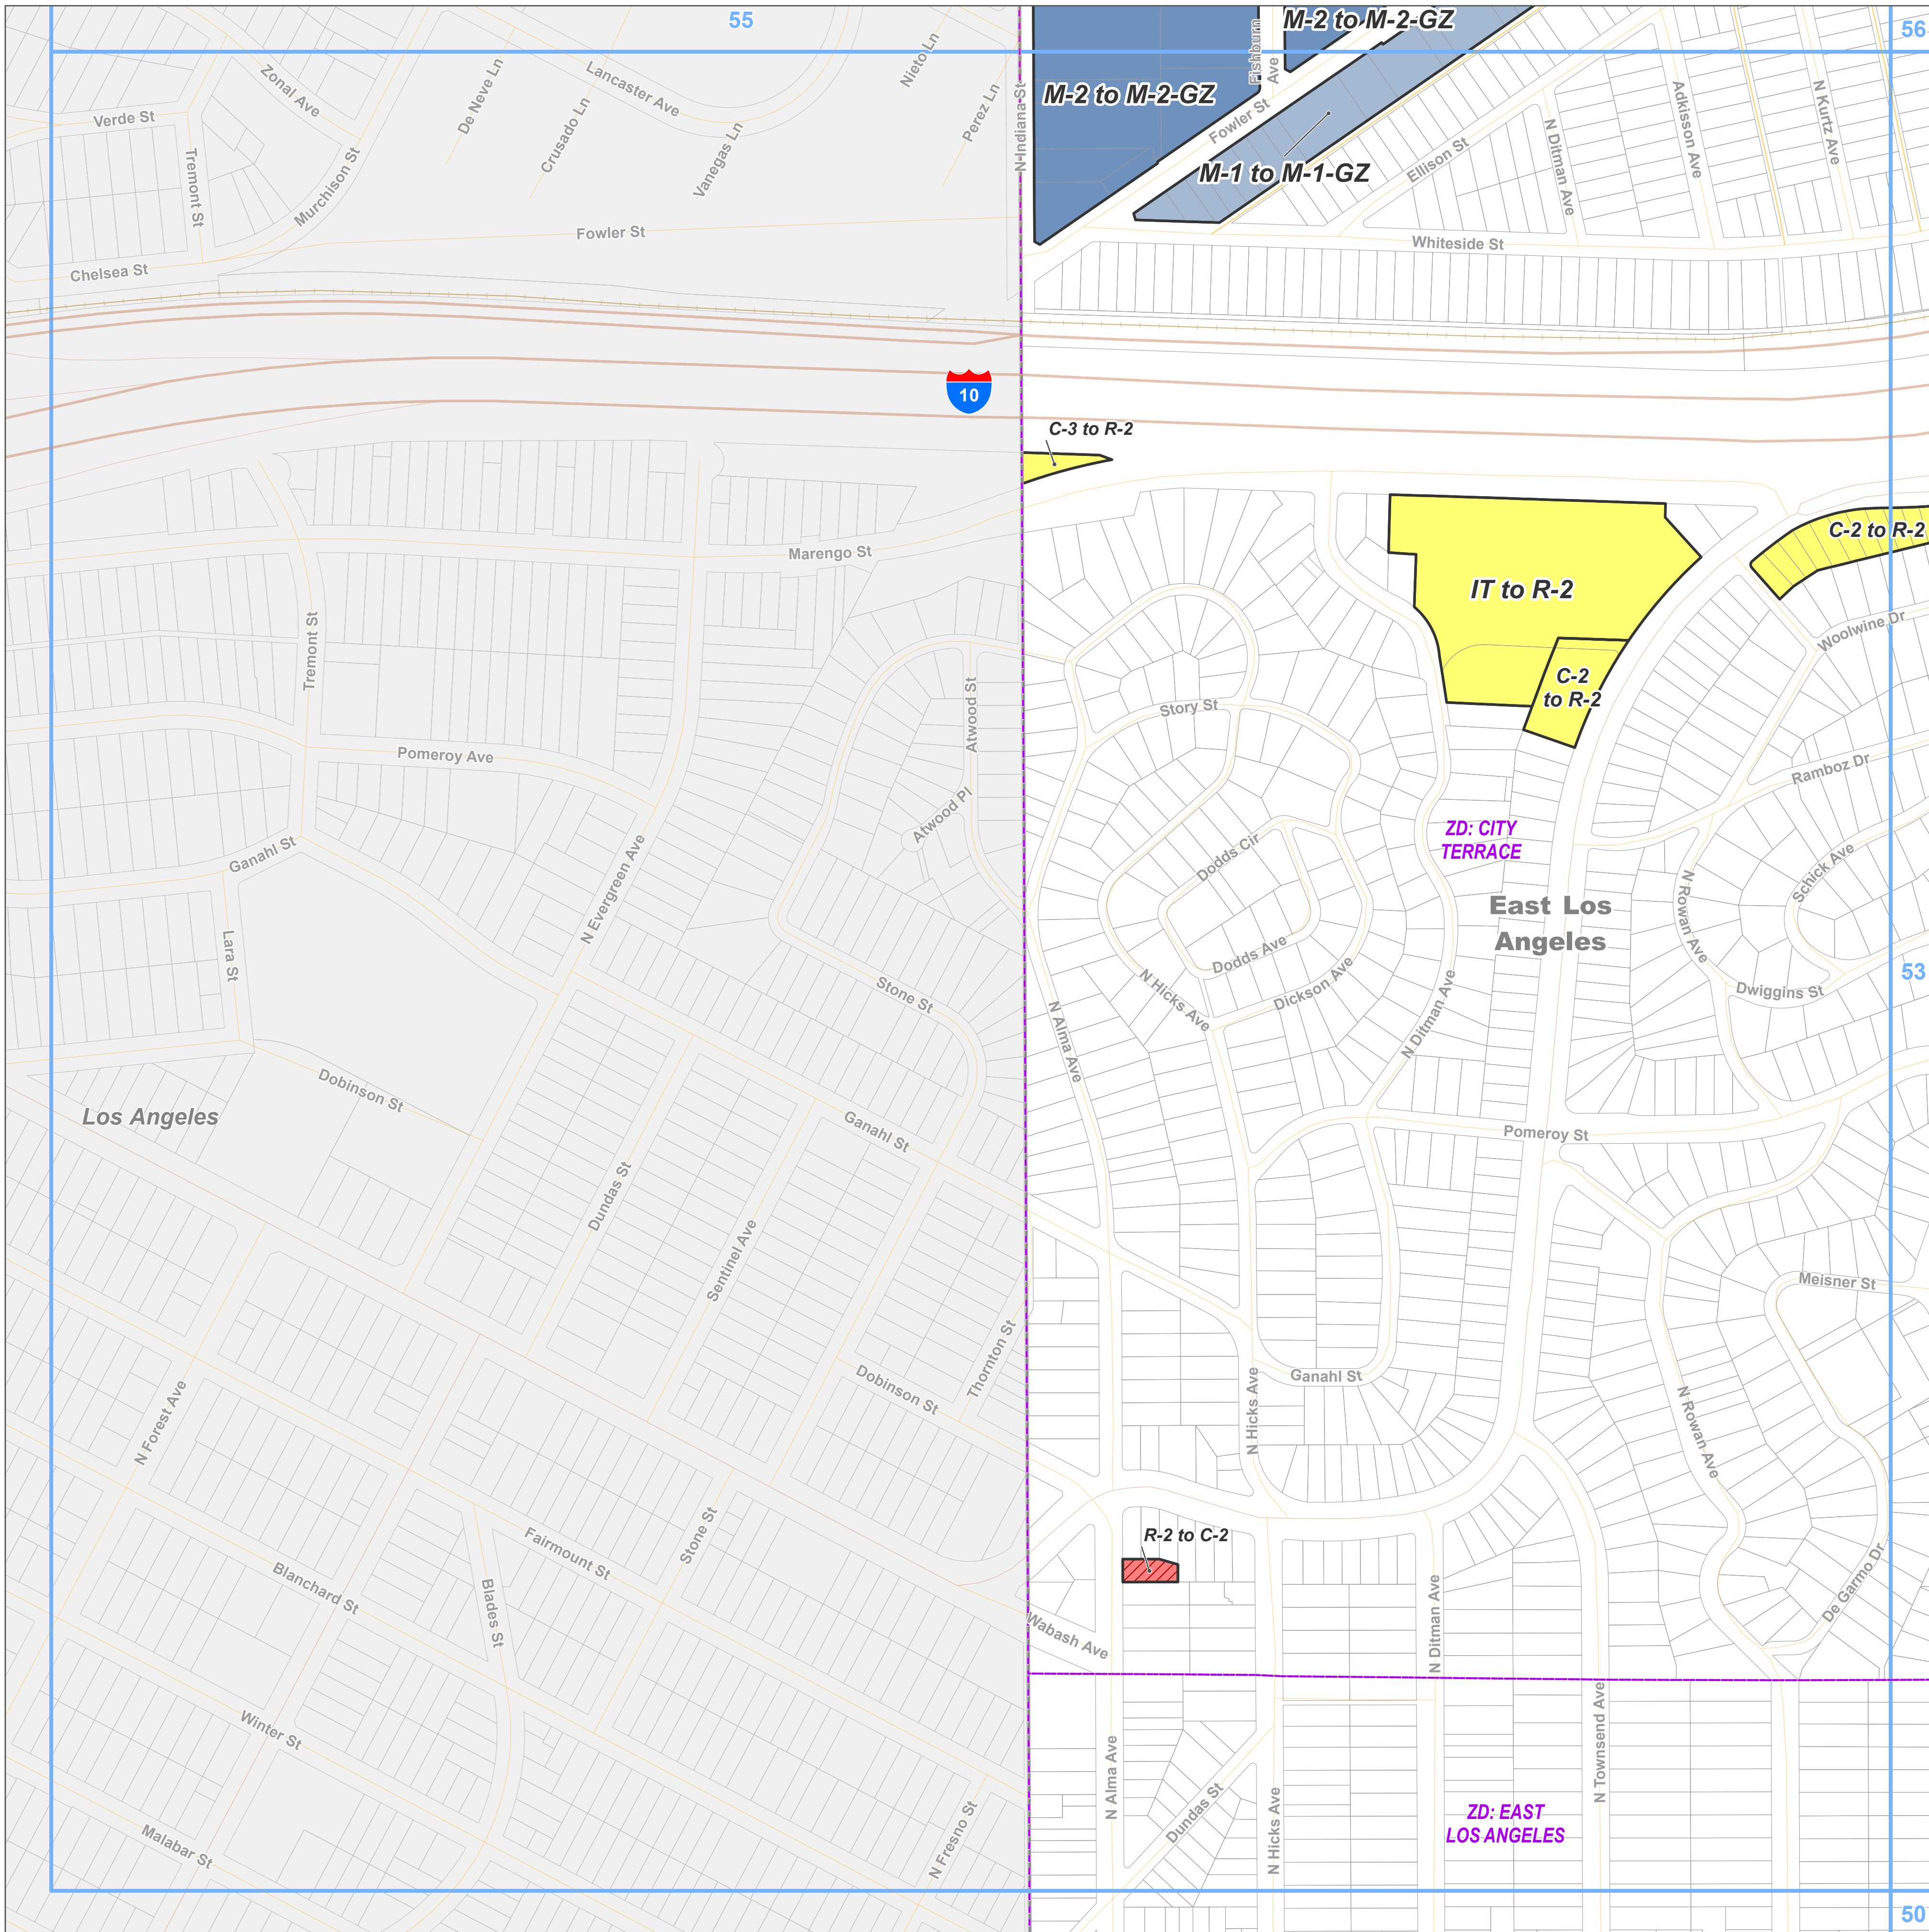 55
56
M-2 to M-2-GZ
Zonal Ave
De Neve Ln
Lancaster Ave
Nieto Ln
Fishburn
Ave
M-2 to M-2-GZ
Verde St
Crusado Ln
Vanegas Ln
Perez Ln
N Indiana St
Fowler St
Adkisson Ave
N Kurtz Ave
Tremont St
Murchison St
M-1 to M-1-GZ
Ellison St
N Ditman Ave
Fowler St
Whiteside St
Chelsea St
10
C-3 to R-2
Marengo St
C-2 to R-2
IT to R-2
Woolwine Dr
Tremont St
C-2
to R-2
Atwood St
Story St
Pomeroy Ave
Ramboz Dr
Atwood Pl
ZD: CITY
TERRACE
Ganahl St
Dodds Cir
Schick Ave
N Evergreen Ave
East Los
Angeles
N Rowan Ave
Lara St
Dodds Ave
53
Stone St
N Hicks Ave
Dickson Ave
N Ditman Ave
Dwiggins St
N Alma Ave
Dobinson St
Los Angeles
Ganahl St
Pomeroy St
Dundas St
Sentinel Ave
Meisner St
Thornton St
Ganahl St
Dobinson St
N Forest Ave
N Hicks Ave
N Rowan Ave
Stone St
R-2 to C-2
Fairmount St
Blanchard St
Blades St
De Garmo Dr
N Ditman Ave
Wabash Ave
Winter St
N Alma Ave
N Townsend Ave
Dundas St
ZD: EAST
LOS ANGELES
Malabar St
N Fresno St
N Hicks Ave
50